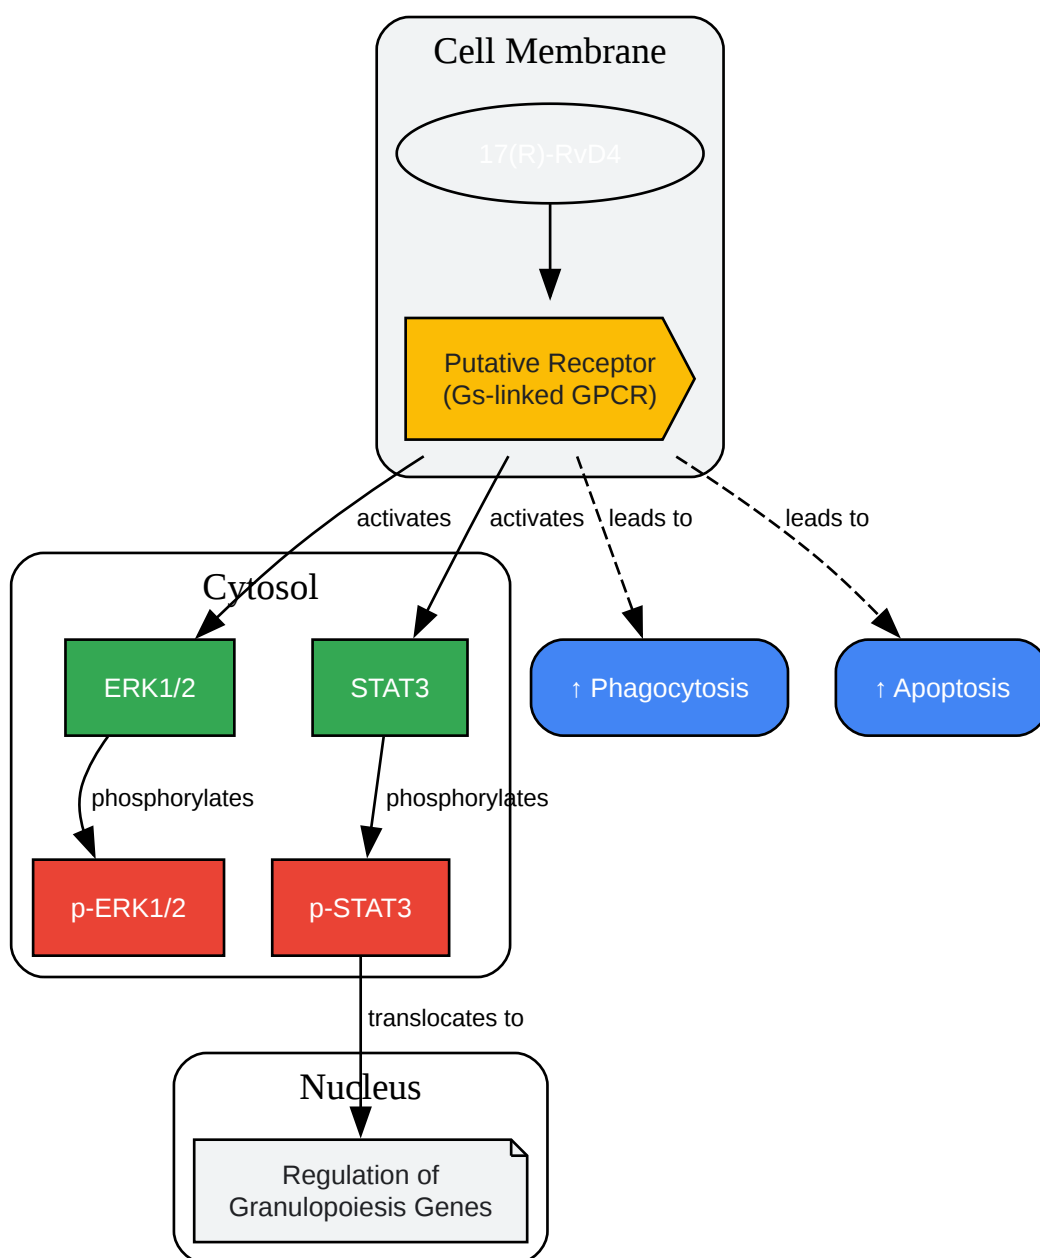 Cell Membrane
17(R)-RvD4
Putative Receptor
(Gs-linked GPCR)
activates
activates
leads to
leads to
Cytosol
ERK1/2
STAT3
↑ Phagocytosis
↑ Apoptosis
phosphorylates
phosphorylates
p-ERK1/2
p-STAT3
translocates to
Nucleus
Regulation of
Granulopoiesis Genes